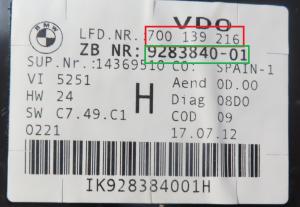 VDO
LFD.NR.: 700 139 216
ZB NR: 9283840-01
SUP.Nr.: 14369510 CO: SPAIN-1
VI 5251 Aend 0D.00
HW 24 H Diag 08D0
SW C7.49.C1 COD 09
0221 17.07.12
IK928384001H